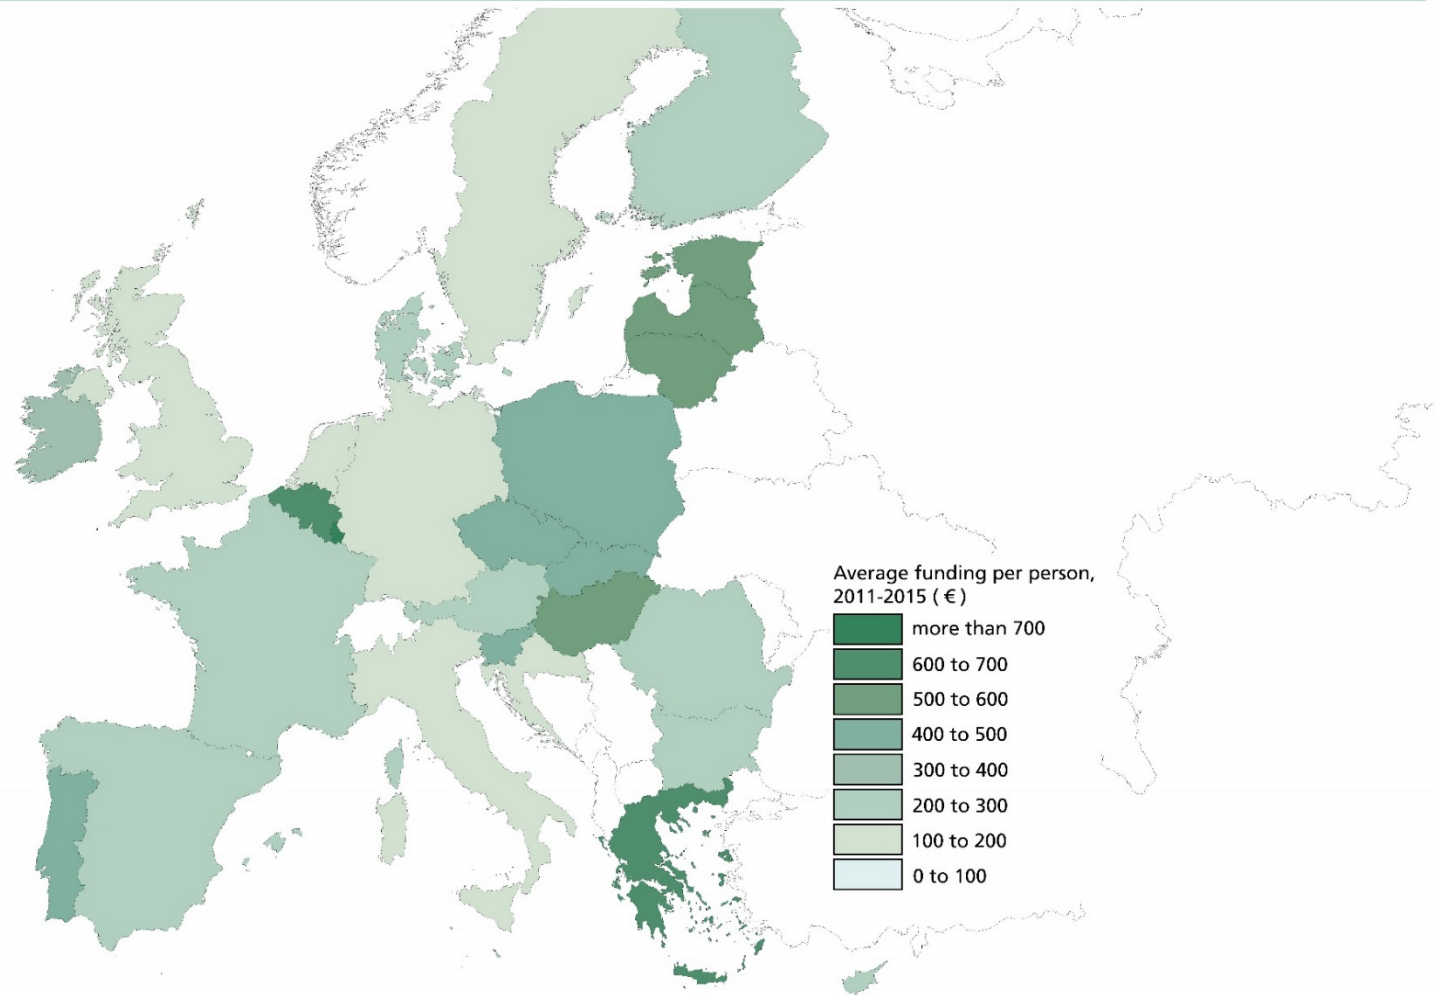 Average funding per person,
2011-2015 ( € )
more than 700
600 to 700
500 to 600
400 to 500
300 to 400
200 to 300
100 to 200
0 to 100